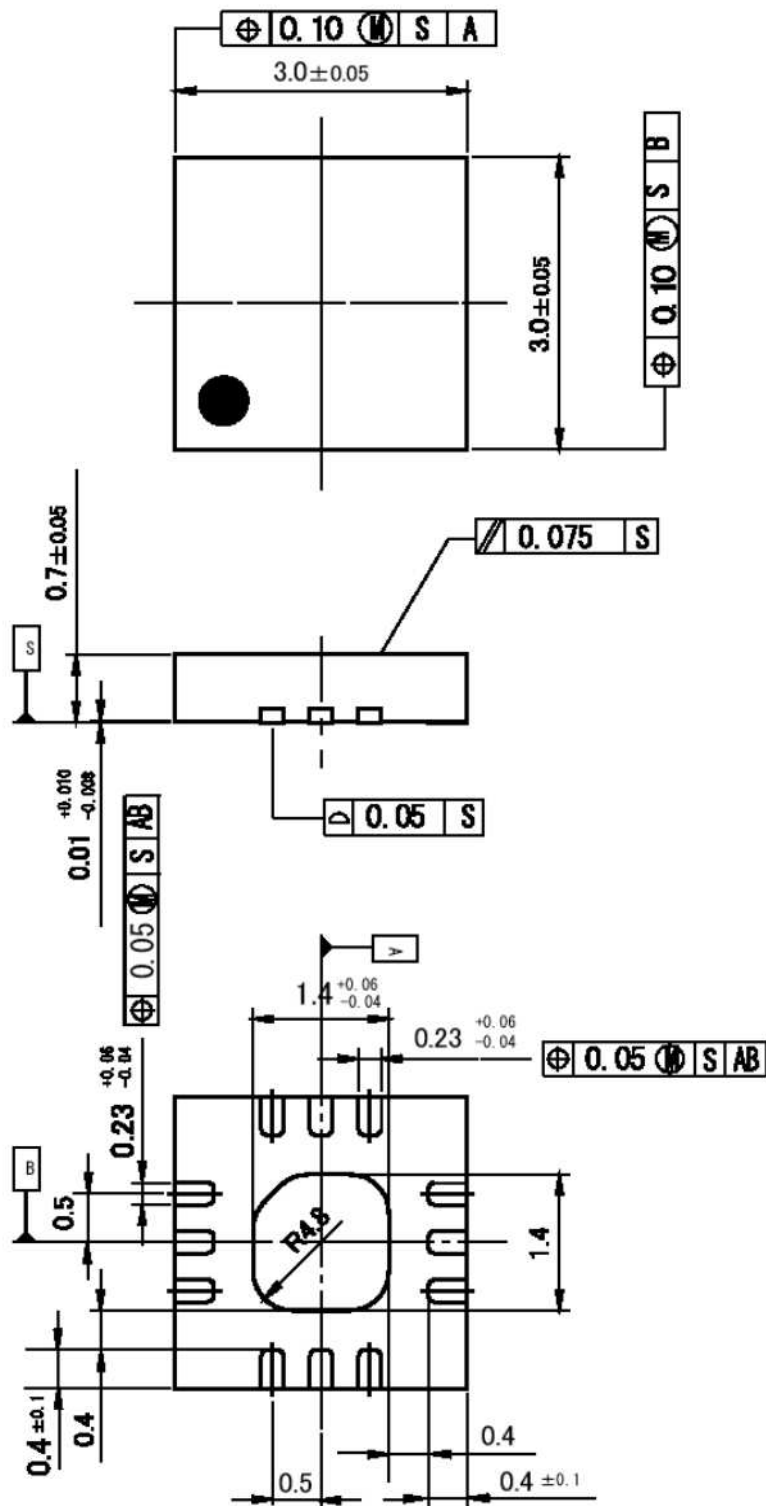 ⌖ 0.10 Ⓜ S A
3.0±0.05
3.0±0.05
⌖ 0.10 Ⓜ S B
0.7±0.05
⫽ 0.075 S
S
0.01 +0.010 -0.008
⌓ 0.05 S
⌖ 0.05 Ⓜ S AB
A
1.4 +0.06 -0.04
0.23 +0.06 -0.04
⌖ 0.05 Ⓜ S AB
0.23 +0.06 -0.04
B
0.5
R4.8
1.4
0.4 ±0.1
0.4
0.5
0.4
0.4 ±0.1